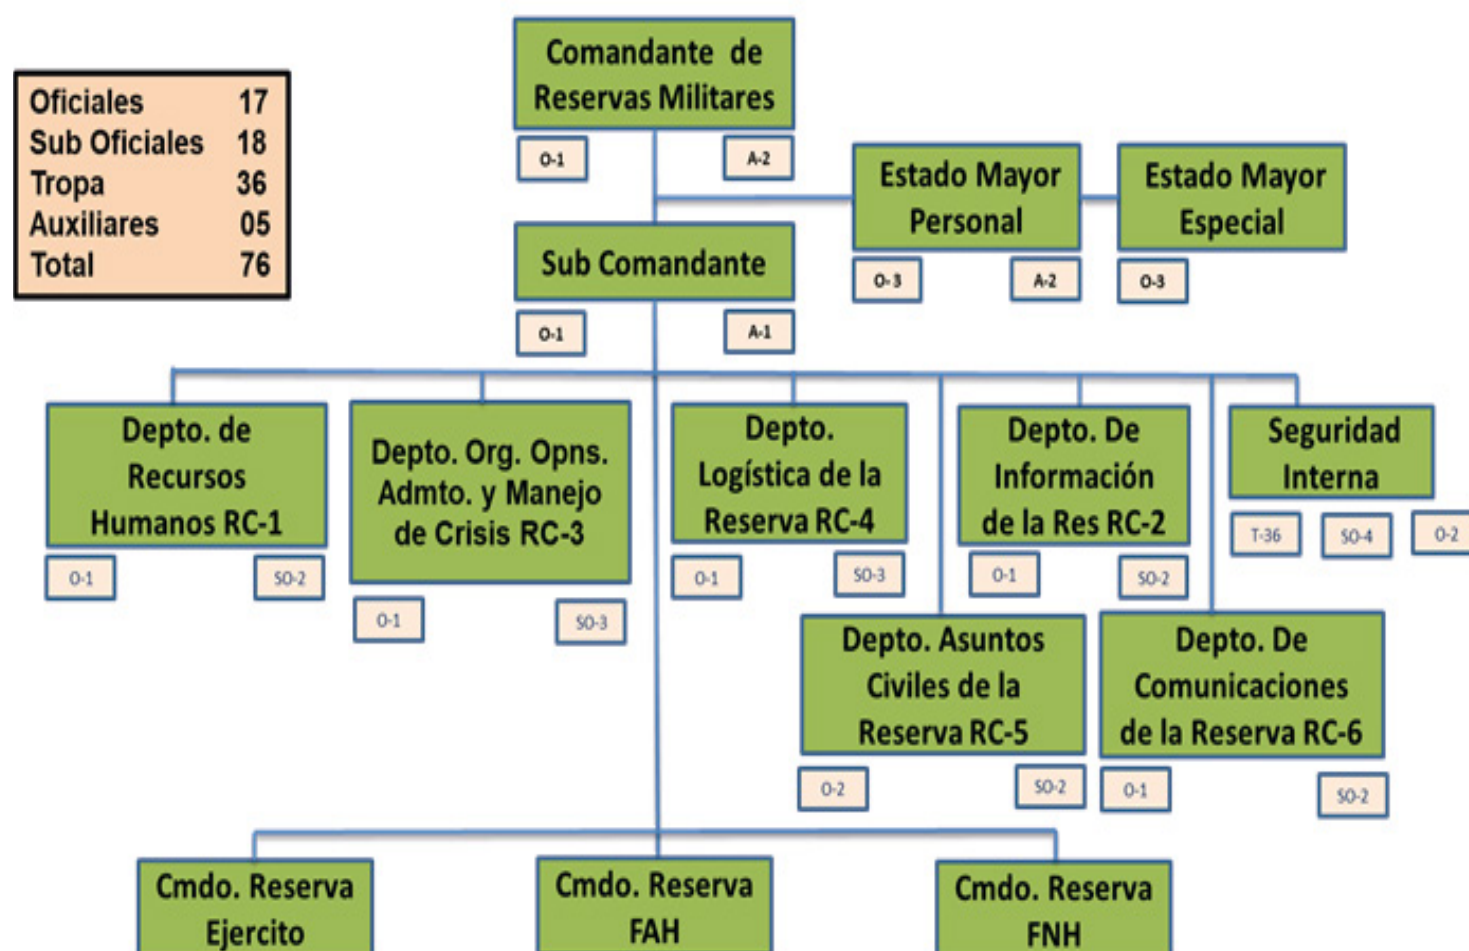 Comandante de
Reservas Militares
O-1 A-2
Oficiales 17
Sub Oficiales 18
Tropa 36
Auxiliares 05
Total 76
Estado Mayor
Personal
O-3 A-2
Estado Mayor
Especial
O-3
Sub Comandante
O-1 A-1
Depto. de
Recursos
Humanos RC-1
O-1 SO-2
Depto. Org. Opns.
Admto. y Manejo
de Crisis RC-3
O-1 SO-3
Depto.
Logística de la
Reserva RC-4
O-1 SO-3
Depto. De
Información
de la Res RC-2
O-1 SO-2
Seguridad
Interna
T-36 SO-4 O-2
Depto. Asuntos
Civiles de la
Reserva RC-5
O-2 SO-2
Depto. De
Comunicaciones
de la Reserva RC-6
O-1 SO-2
Cmdo. Reserva
Ejercito
Cmdo. Reserva
FAH
Cmdo. Reserva
FNH